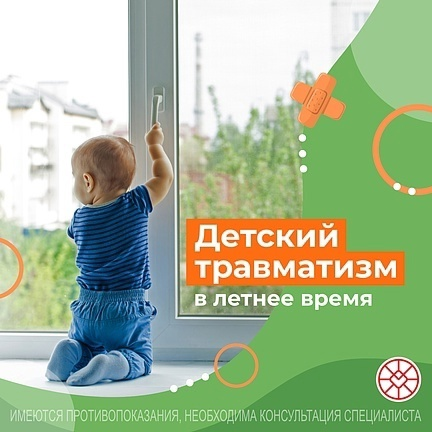 Детский
травматизм
в летнее время
ИМЕЮТСЯ ПРОТИВОПОКАЗАНИЯ, НЕОБХОДИМА КОНСУЛЬТАЦИЯ СПЕЦИАЛИСТА